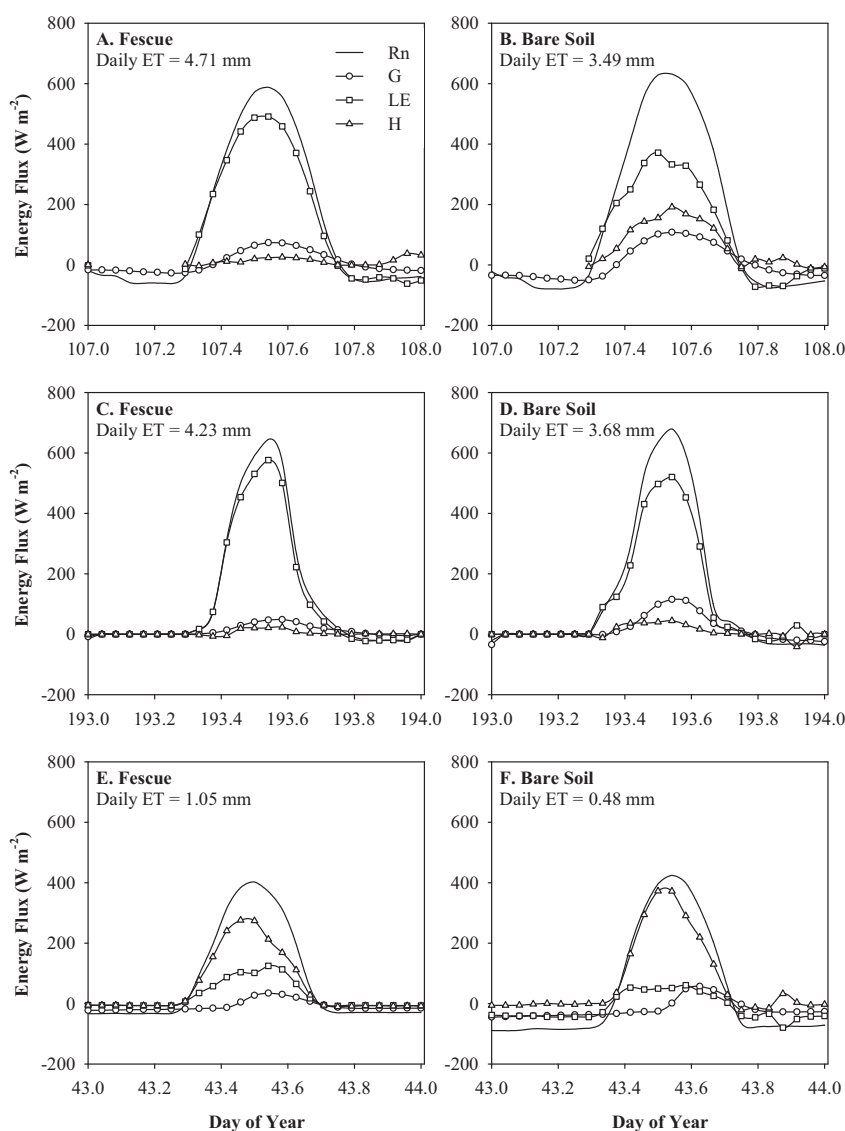 A. Fescue
Daily ET = 4.71 mm
Rn
G
LE
H
Energy Flux (W m-2)
800
600
400
200
0
-200
107.0 107.2 107.4 107.6 107.8 108.0
B. Bare Soil
Daily ET = 3.49 mm
800
600
400
200
0
-200
107.0 107.2 107.4 107.6 107.8 108.0
C. Fescue
Daily ET = 4.23 mm
Energy Flux (W m-2)
800
600
400
200
0
-200
193.0 193.2 193.4 193.6 193.8 194.0
D. Bare Soil
Daily ET = 3.68 mm
800
600
400
200
0
-200
193.0 193.2 193.4 193.6 193.8 194.0
E. Fescue
Daily ET = 1.05 mm
Energy Flux (W m-2)
800
600
400
200
0
-200
43.0 43.2 43.4 43.6 43.8 44.0
Day of Year
F. Bare Soil
Daily ET = 0.48 mm
800
600
400
200
0
-200
43.0 43.2 43.4 43.6 43.8 44.0
Day of Year